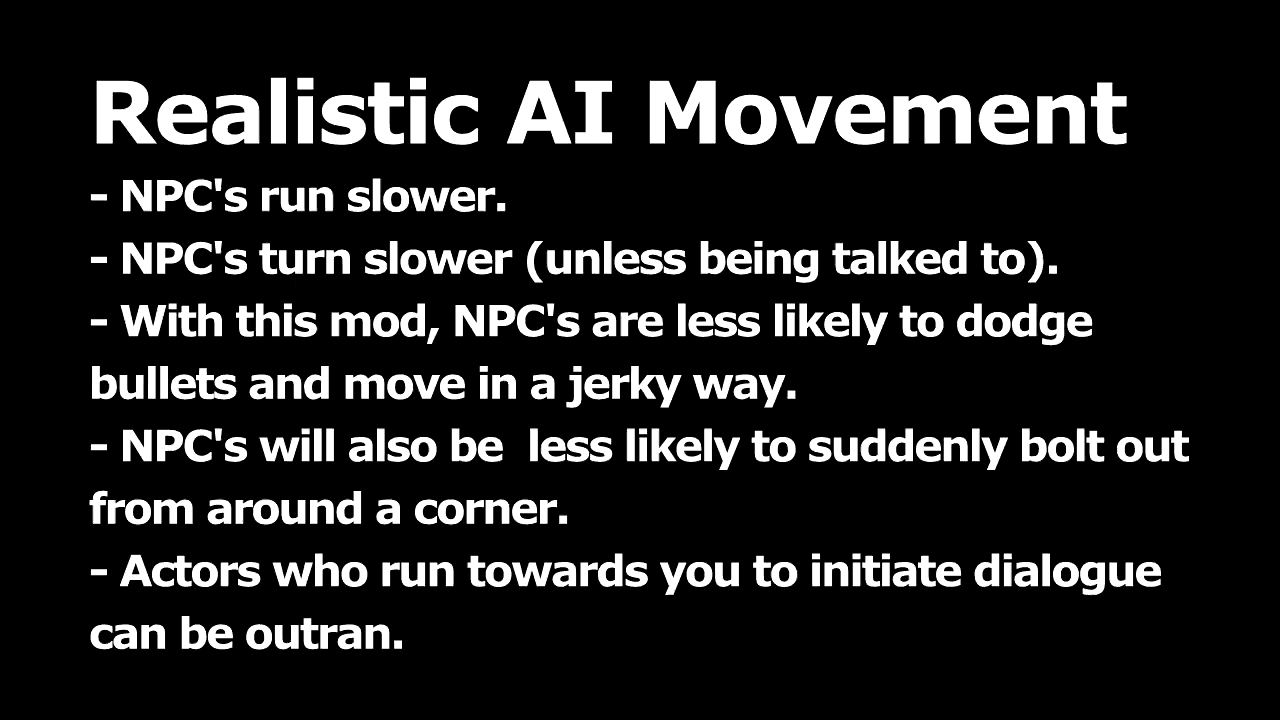 Realistic AI Movement
- NPC's run slower.
- NPC's turn slower (unless being talked to).
- With this mod, NPC's are less likely to dodge
bullets and move in a jerky way.
- NPC's will also be  less likely to suddenly bolt out
from around a corner.
- Actors who run towards you to initiate dialogue
can be outran.